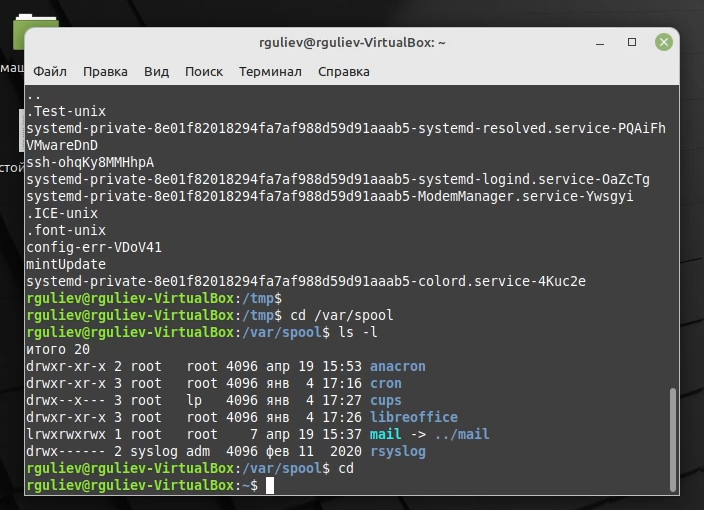 rguliev@rguliev-VirtualBox: ~
Файл Правка Вид Поиск Терминал Справка
..
.Test-unix
systemd-private-8e01f82018294fa7af988d59d91aaab5-systemd-resolved.service-PQAiFh
VMwareDnD
ssh-ohqKy8MMHhpA
systemd-private-8e01f82018294fa7af988d59d91aaab5-systemd-logind.service-OaZcTg
systemd-private-8e01f82018294fa7af988d59d91aaab5-ModemManager.service-Ywsgyi
.ICE-unix
.font-unix
config-err-VDoV41
mintUpdate
systemd-private-8e01f82018294fa7af988d59d91aaab5-colord.service-4Kuc2e
rguliev@rguliev-VirtualBox:/tmp$
rguliev@rguliev-VirtualBox:/tmp$ cd /var/spool
rguliev@rguliev-VirtualBox:/var/spool$ ls -l
итого 20
drwxr-xr-x 2 root   root 4096 апр 19 15:53 anacron
drwxr-xr-x 3 root   root 4096 янв  4 17:16 cron
drwx--x--- 3 root   lp   4096 янв  4 17:27 cups
drwxr-xr-x 3 root   root 4096 янв  4 17:26 libreoffice
lrwxrwxrwx 1 root   root    7 апр 19 15:37 mail -> ../mail
drwx------ 2 syslog adm  4096 фев 11  2020 rsyslog
rguliev@rguliev-VirtualBox:/var/spool$ cd
rguliev@rguliev-VirtualBox:~$